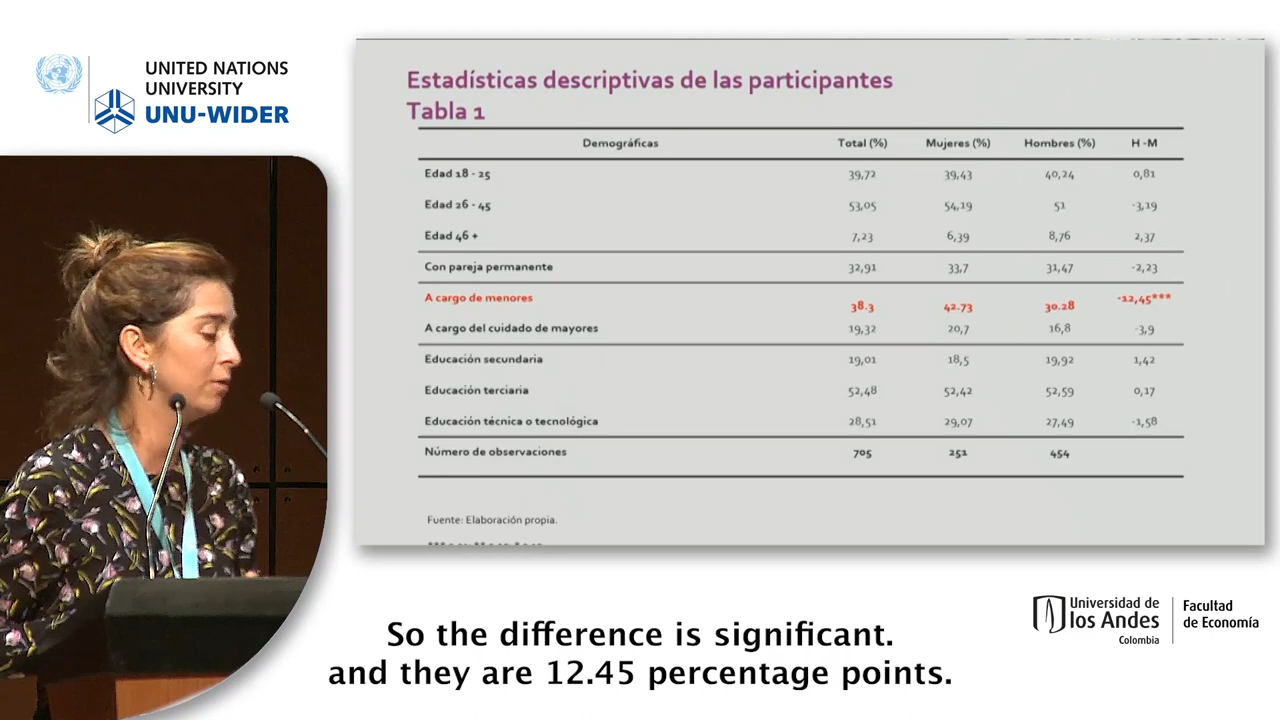 UNITED NATIONS
UNIVERSITY
UNU-WIDER
Estadísticas descriptivas de las participantes
Tabla 1
Demográficas Total (%) Mujeres (%) Hombres (%) H -M
Edad 18 - 25 39,72 39,43 40,24 0,81
Edad 26 - 45 53,05 54,19 51 -3,19
Edad 46 + 7,23 6,39 8,76 2,37
Con pareja permanente 32,91 33,7 31,47 -2,23
A cargo de menores 38.3 42.73 30.28 -12,45***
A cargo del cuidado de mayores 19,32 20,7 16,8 -3,9
Educación secundaria 19,01 18,5 19,92 1,42
Educación terciaria 52,48 52,42 52,59 0,17
Educación técnica o tecnológica 28,51 29,07 27,49 -1,58
Número de observaciones 705 251 454
Fuente: Elaboración propia.
So the difference is significant.
and they are 12.45 percentage points.
Universidad de
los Andes
Colombia
Facultad
de Economía